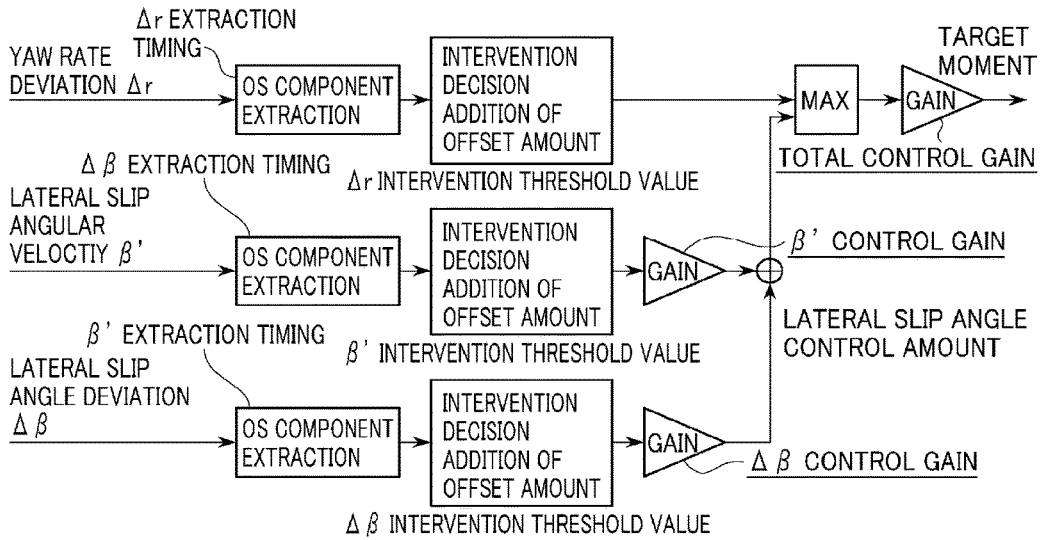 Δr EXTRACTION
TIMING
YAW RATE
DEVIATION Δr
OS COMPONENT
EXTRACTION
INTERVENTION
DECISION
ADDITION OF
OFFSET AMOUNT
MAX
GAIN
TARGET
MOMENT
TOTAL CONTROL GAIN
Δr INTERVENTION THRESHOLD VALUE
Δβ EXTRACTION TIMING
LATERAL SLIP
ANGULAR
VELOCTIY β'
OS COMPONENT
EXTRACTION
INTERVENTION
DECISION
ADDITION OF
OFFSET AMOUNT
GAIN
β' CONTROL GAIN
β' INTERVENTION THRESHOLD VALUE
LATERAL SLIP ANGLE
CONTROL AMOUNT
β' EXTRACTION TIMING
LATERAL SLIP
ANGLE DEVIATION
Δβ
OS COMPONENT
EXTRACTION
INTERVENTION
DECISION
ADDITION OF
OFFSET AMOUNT
GAIN
Δβ CONTROL GAIN
Δβ INTERVENTION THRESHOLD VALUE